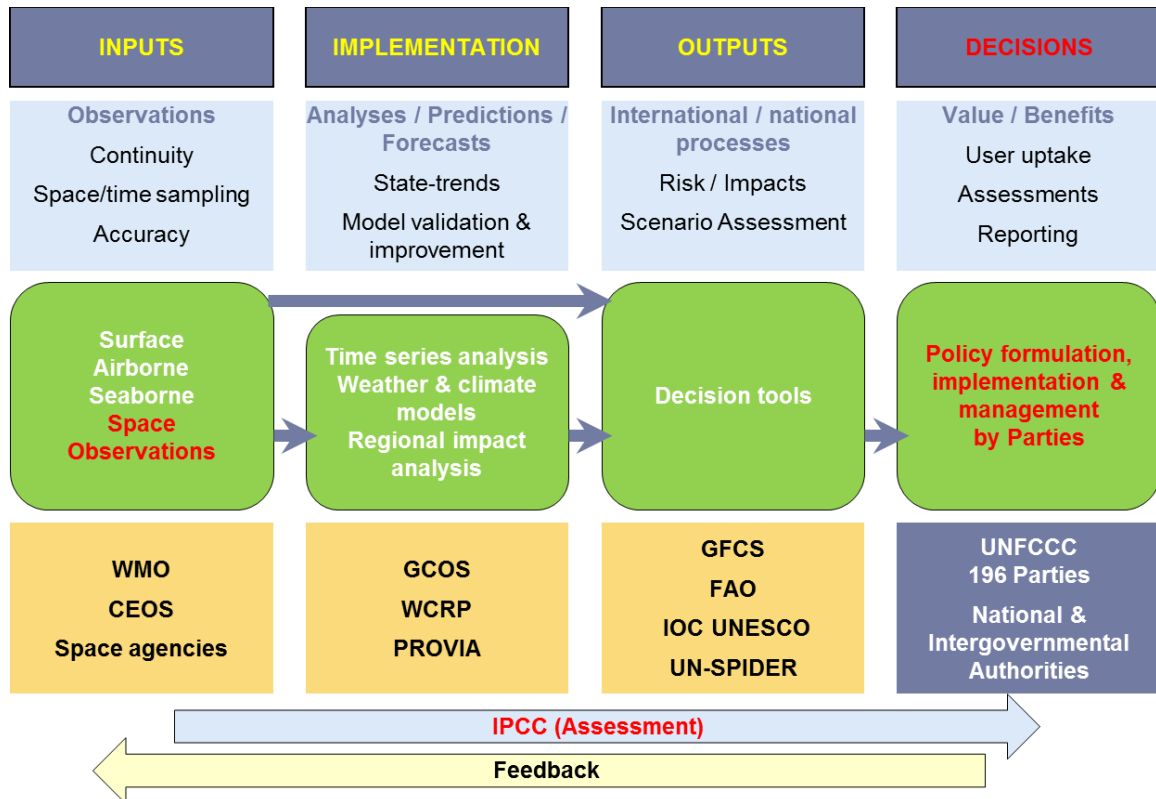 INPUTS
IMPLEMENTATION
OUTPUTS
DECISIONS
Observations
Continuity
Space/time sampling
Accuracy
Analyses / Predictions /
Forecasts
State-trends
Model validation &
improvement
International / national
processes
Risk / Impacts
Scenario Assessment
Value / Benefits
User uptake
Assessments
Reporting
Surface
Airborne
Seaborne
Space
Observations
Time series analysis
Weather & climate
models
Regional impact
analysis
Decision tools
Policy formulation,
implementation &
management
by Parties
WMO
CEOS
Space agencies
GCOS
WCRP
PROVIA
GFCS
FAO
IOC UNESCO
UN-SPIDER
UNFCCC
196 Parties
National &
Intergovernmental
Authorities
IPCC (Assessment)
Feedback